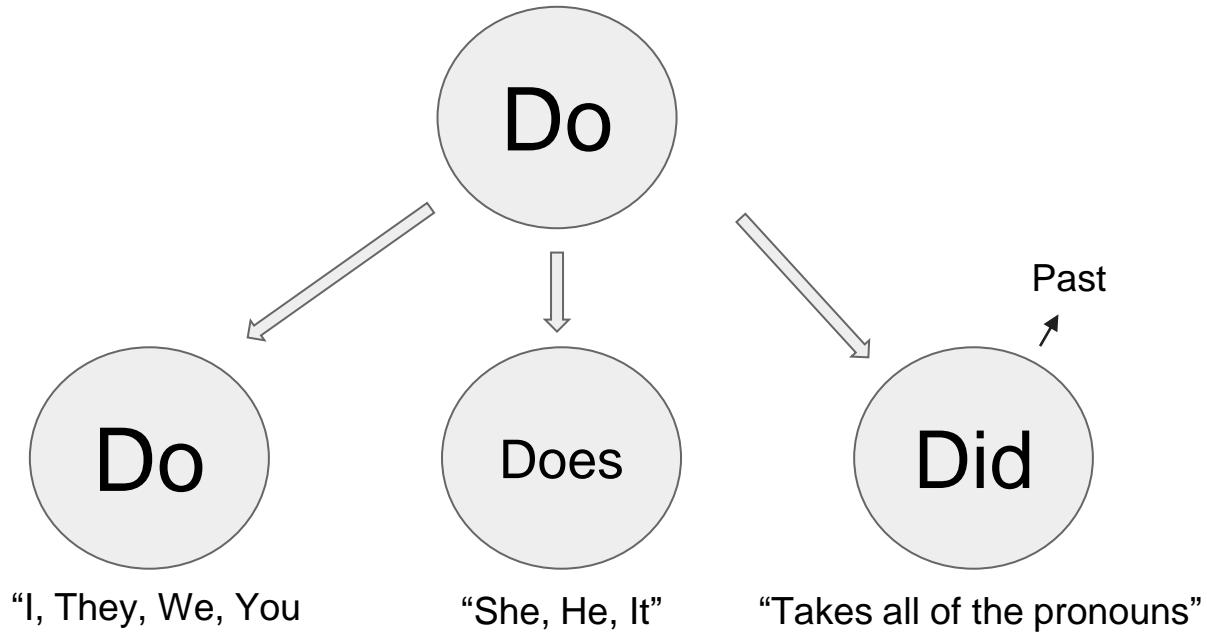 Do
Past
Do
Does
Did
“I, They, We, You
“She, He, It”
“Takes all of the pronouns”